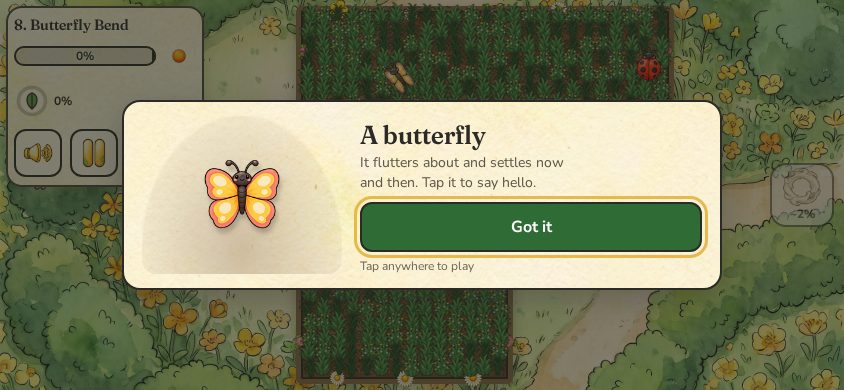 8. Butterfly Bend
0%
0%
A butterfly
It flutters about and settles now
and then. Tap it to say hello.
Got it
Tap anywhere to play
-2%